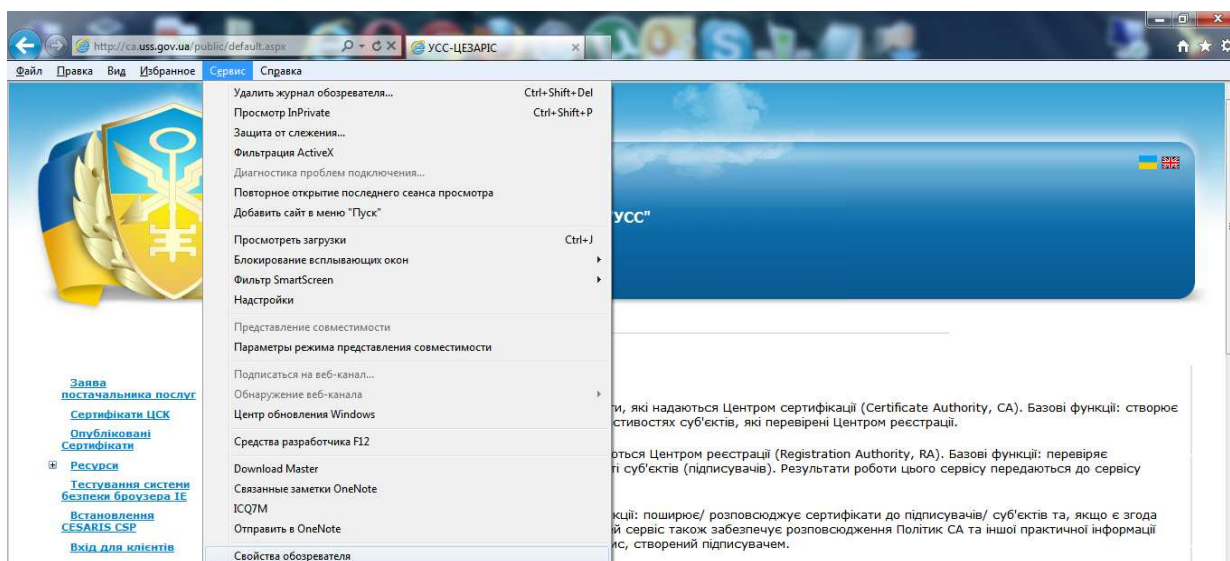 http://ca.uss.gov.ua/public/default.aspx
УСС-ЦЕЗАРІС
Файл Правка Вид Избранное Сервис Справка
Удалить журнал обозревателя... Ctrl+Shift+Del
Просмотр InPrivate Ctrl+Shift+P
Защита от слежения...
Фильтрация ActiveX
Диагностика проблем подключения...
Повторное открытие последнего сеанса просмотра
Добавить сайт в меню "Пуск"
Просмотреть загрузки Ctrl+J
Блокирование всплывающих окон
Фильтр SmartScreen
Надстройки
Представление совместимости
Параметры режима представления совместимости
Подписаться на веб-канал...
Обнаружение веб-канала
Центр обновления Windows
Средства разработчика F12
Download Master
Связанные заметки OneNote
ICQ7M
Отправить в OneNote
Свойства обозревателя
УСС"
Заява
постачальника послуг
Сертифікати ЦСК
Опубліковані
Сертифікати
Ресурси
Тестування системи
безпеки броузера IE
Встановлення
CESARIS CSP
Вхід для клієнтів
ти, які надаються Центром сертифікації (Certificate Authority, CA). Базові функції: створює
стивостях суб'єктів, які перевірені Центром реєстрації.
ються Центром реєстрації (Registration Authority, RA). Базові функції: перевіряє
і суб'єктів (підписувачів). Результати роботи цього сервісу передаються до сервісу
кції: поширює/ розповсюджує сертифікати до підписувачів/ суб'єктів та, якщо є згода
й сервіс також забезпечує розповсюдження Політик СА та іншої практичної інформації
ис, створений підписувачем.